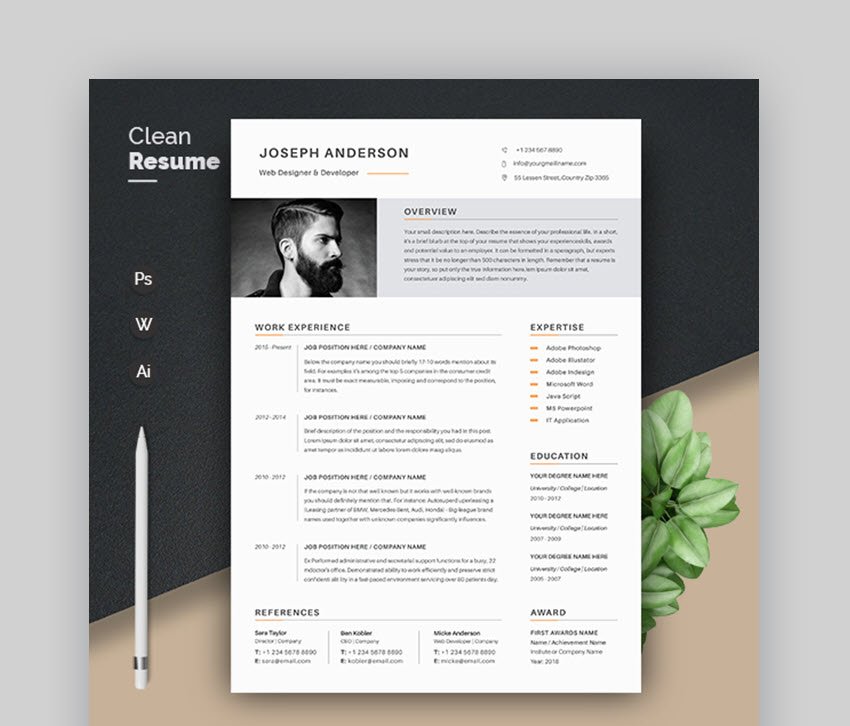 Clean
Resume
Ps
W
Ai
JOSEPH ANDERSON
Web Designer & Developer
+1 234 567 8890
info@yourgmailname.com
55 Lessen Street,,Country Zip 3365
OVERVIEW
Your small description here. Describe the essence of your professional life. In a short,
it's a brief blurb at the top of your resume that shows your experienceskills, awards
and potential value to an employer. It can be formatted in a aperagraph, but experts
stress that it be no longer than 500 characters in length. Remember that a resume is
your story, so put only the true information here.lem ipsum dolor sit amet,
consectetuer adipiscing elit sed diam nonummy.
WORK EXPERIENCE
2015 - Present
JOB POSITION HERE / COMPANY NAME
Below the company name you should briefly 17-10 words mention about its
field. For examples it's among the top 5 companies in the consumer credit
area. It must be exact measurable, imposing and correspond to the position,
for instances.
2012 - 2014
JOB POSITION HERE / COMPANY NAME
Brief description of the position and the responsibility you had in this post.
Lorem ipsum dolor sit amet, consectetur adipiscing elit, sed do eiusmod as
amet tempor as incididunt ut labore lorem dolore maga aliqua.
2010 - 2012
JOB POSITION HERE / COMPANY NAME
If the company is not that well known but it works with well-known brands
you should definitely mention that. For instance: Autosuperd uperleasing a
(Leasing partner of BMW, Mercedes-Bent, Audi, Honda) - Big league brand
names used together with unknown companies significantly influences.
2010 - 2012
JOB POSITION HERE / COMPANY NAME
Ex Performed administrative and secretarial support functions for a busy, 22
mdoctor's office. Demonstrated ability to work efficiently and preserve strict
confidenti alit ity in a fast-paced environment servicing over 60 patients day.
EXPERTISE
Adobe Photoshop
Adobe Illustator
Adobe Indesign
Microsoft Word
Java Script
MS Powerpoint
IT Application
EDUCATION
YOUR DEGREE NAME HERE
University / College | Location
2010 - 2012
YOUR DEGREE NAME HERE
University / College | Location
2007 - 2009
YOUR DEGREE NAME HERE
University / College | Location
2005 - 2007
REFERENCES
Sara Taylor
Director | Company
T: +1 234 5678 8890
E: sara@email.com
Ben Kobler
CEO | Company
T: +1 234 5678 8890
E: kobler@email.com
Micke Anderson
Web Developer | Company
T: +1 234 5678 8890
E: micke@email.com
AWARD
FIRST AWARDS NAME
Name / Achievement Name
Insitute or Company Name
Year: 2018